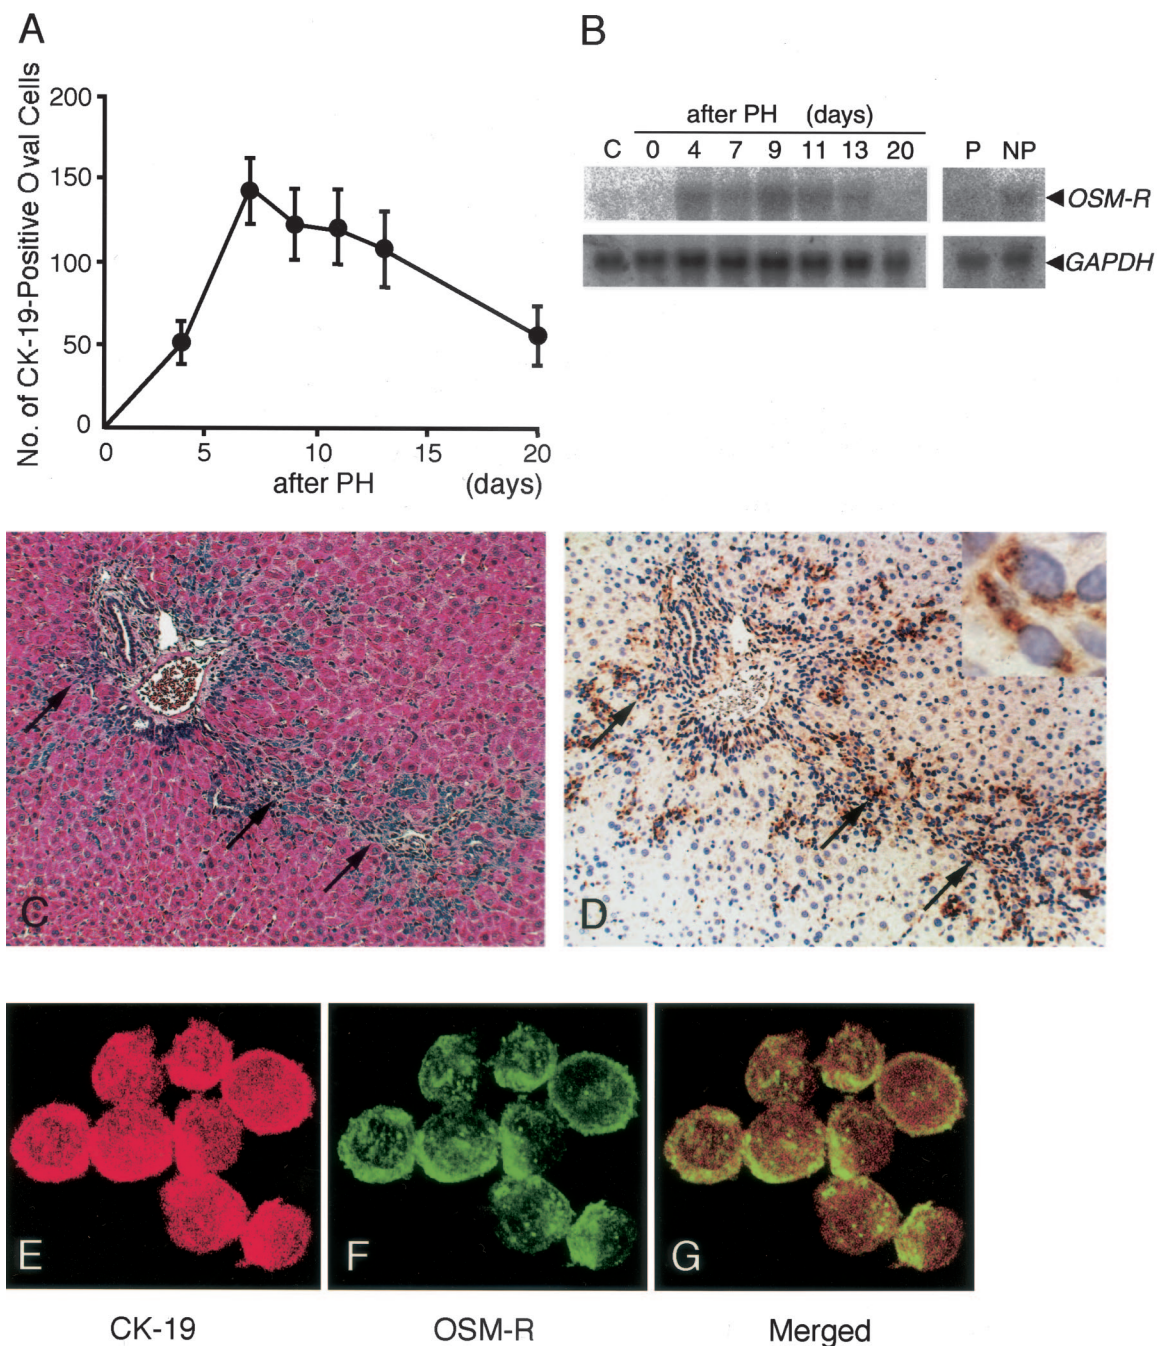 A
No. of CK-19-Positive Oval Cells
200
150
100
50
0
0 5 10 15 20
after PH (days)
B
after PH (days)
C 0 4 7 9 11 13 20 P NP
OSM-R
GAPDH
C
D
E
F
G
CK-19 OSM-R Merged